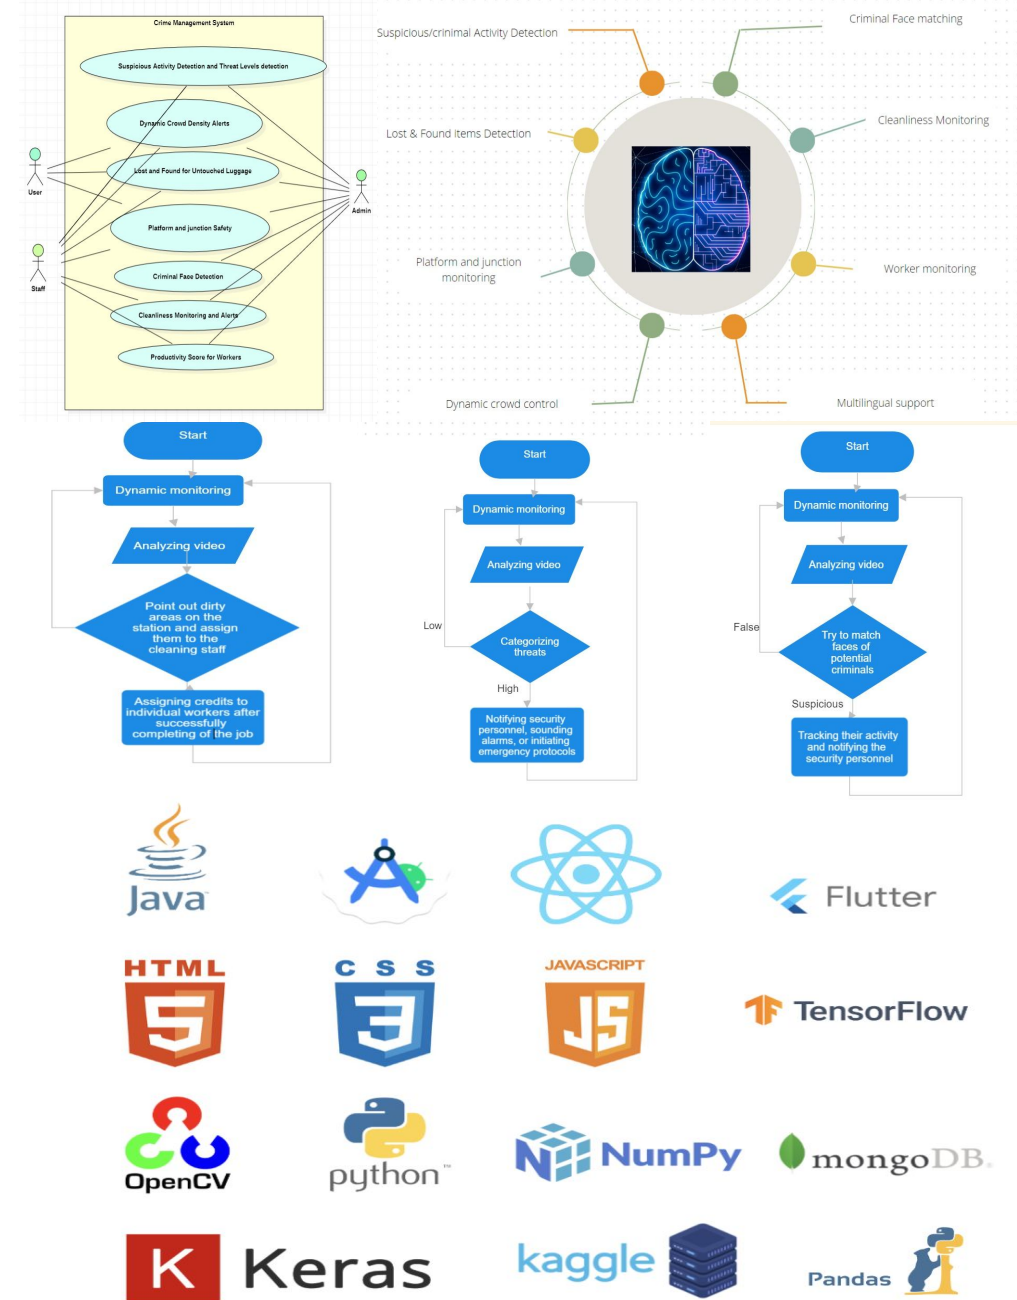 Crime Management System
Suspicious Activity Detection and Threat Levels detection
Dynamic Crowd Density Alerts
Lost and Found for Untouched Luggage
Platform and junction Safety
Criminal Face Detection
Cleanliness Monitoring and Alerts
Productivity Score for Workers
User
Staff
Admin
Suspicious/crinimal Activity Detection
Criminal Face matching
Lost & Found items Detection
Cleanliness Monitoring
Platform and junction
monitoring
Worker monitoring
Dynamic crowd control
Multilingual support
Start
Dynamic monitoring
Analyzing video
Point out dirty
areas on the
station and assign
them to the
cleaning staff
Assigning credits to
individual workers after
successfully
completing of the job
Start
Dynamic monitoring
Analyzing video
Low
Categorizing
threats
High
Notifying security
personnel, sounding
alarms, or initiating
emergency protocols
Start
Dynamic monitoring
Analyzing video
False
Try to match
faces of
potential
criminals
Suspicious
Tracking their activity
and notifying the
security personnel
Java
Flutter
HTML
5
CSS
3
JAVASCRIPT
JS
TensorFlow
OpenCV
python™
N NumPy
mongoDB.
K Keras
kaggle
Pandas